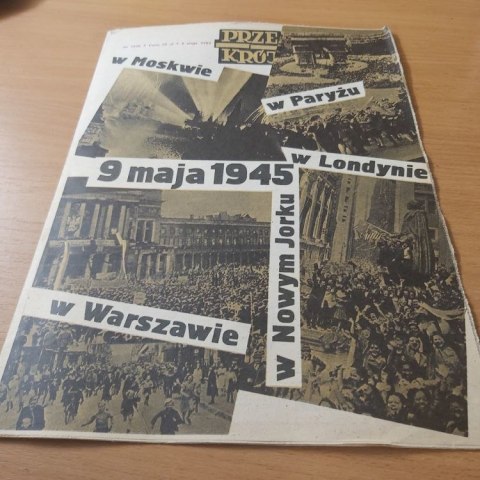 PRZE
KRÓJ
w Moskwie
w Paryżu
w Londynie
9 maja 1945
w Nowym Jorku
w Warszawie